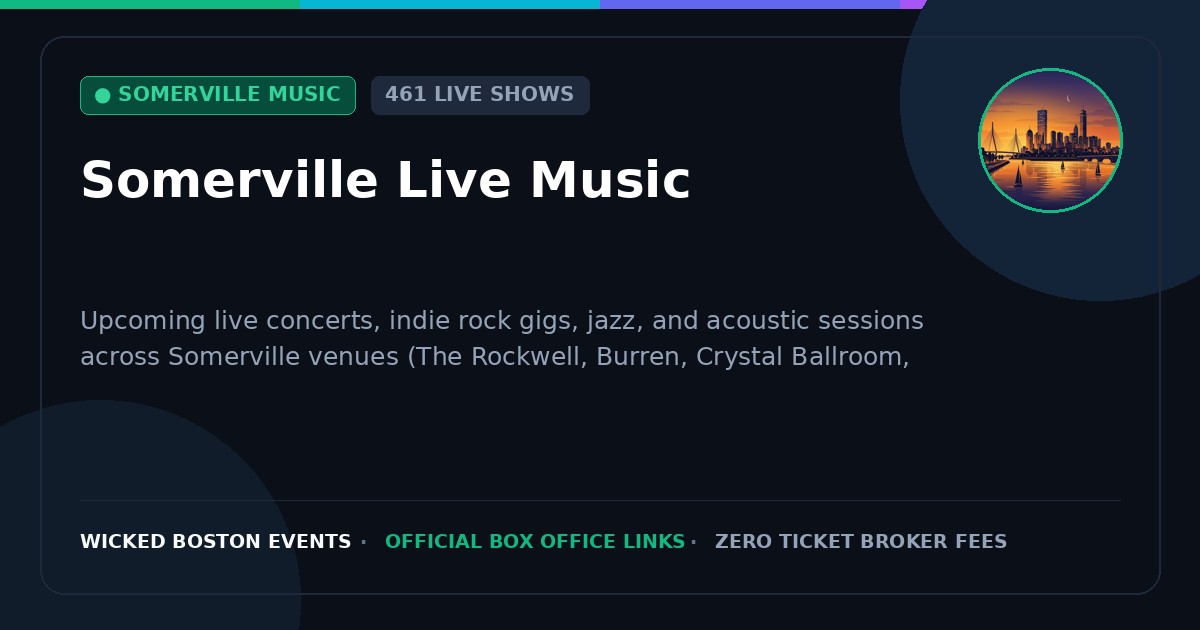 SOMERVILLE MUSIC 461 LIVE SHOWS
Somerville Live Music
Upcoming live concerts, indie rock gigs, jazz, and acoustic sessions
across Somerville venues (The Rockwell, Burren, Crystal Ballroom,
WICKED BOSTON EVENTS · OFFICIAL BOX OFFICE LINKS · ZERO TICKET BROKER FEES